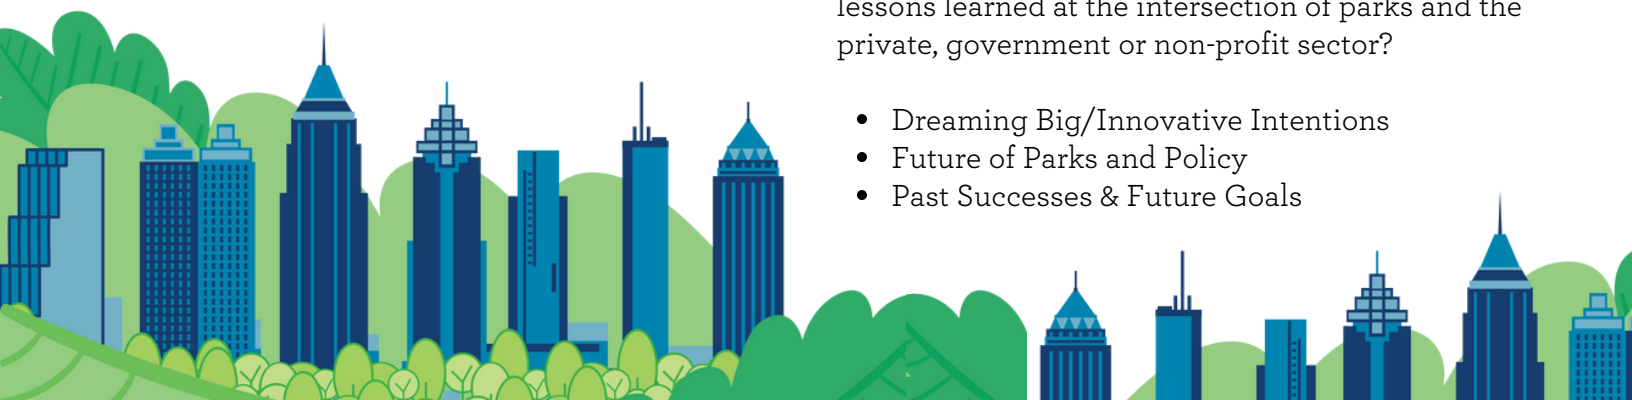 lessons learned at the intersection of parks and the
private, government or non-profit sector?
• Dreaming Big/Innovative Intentions
• Future of Parks and Policy
• Past Successes & Future Goals